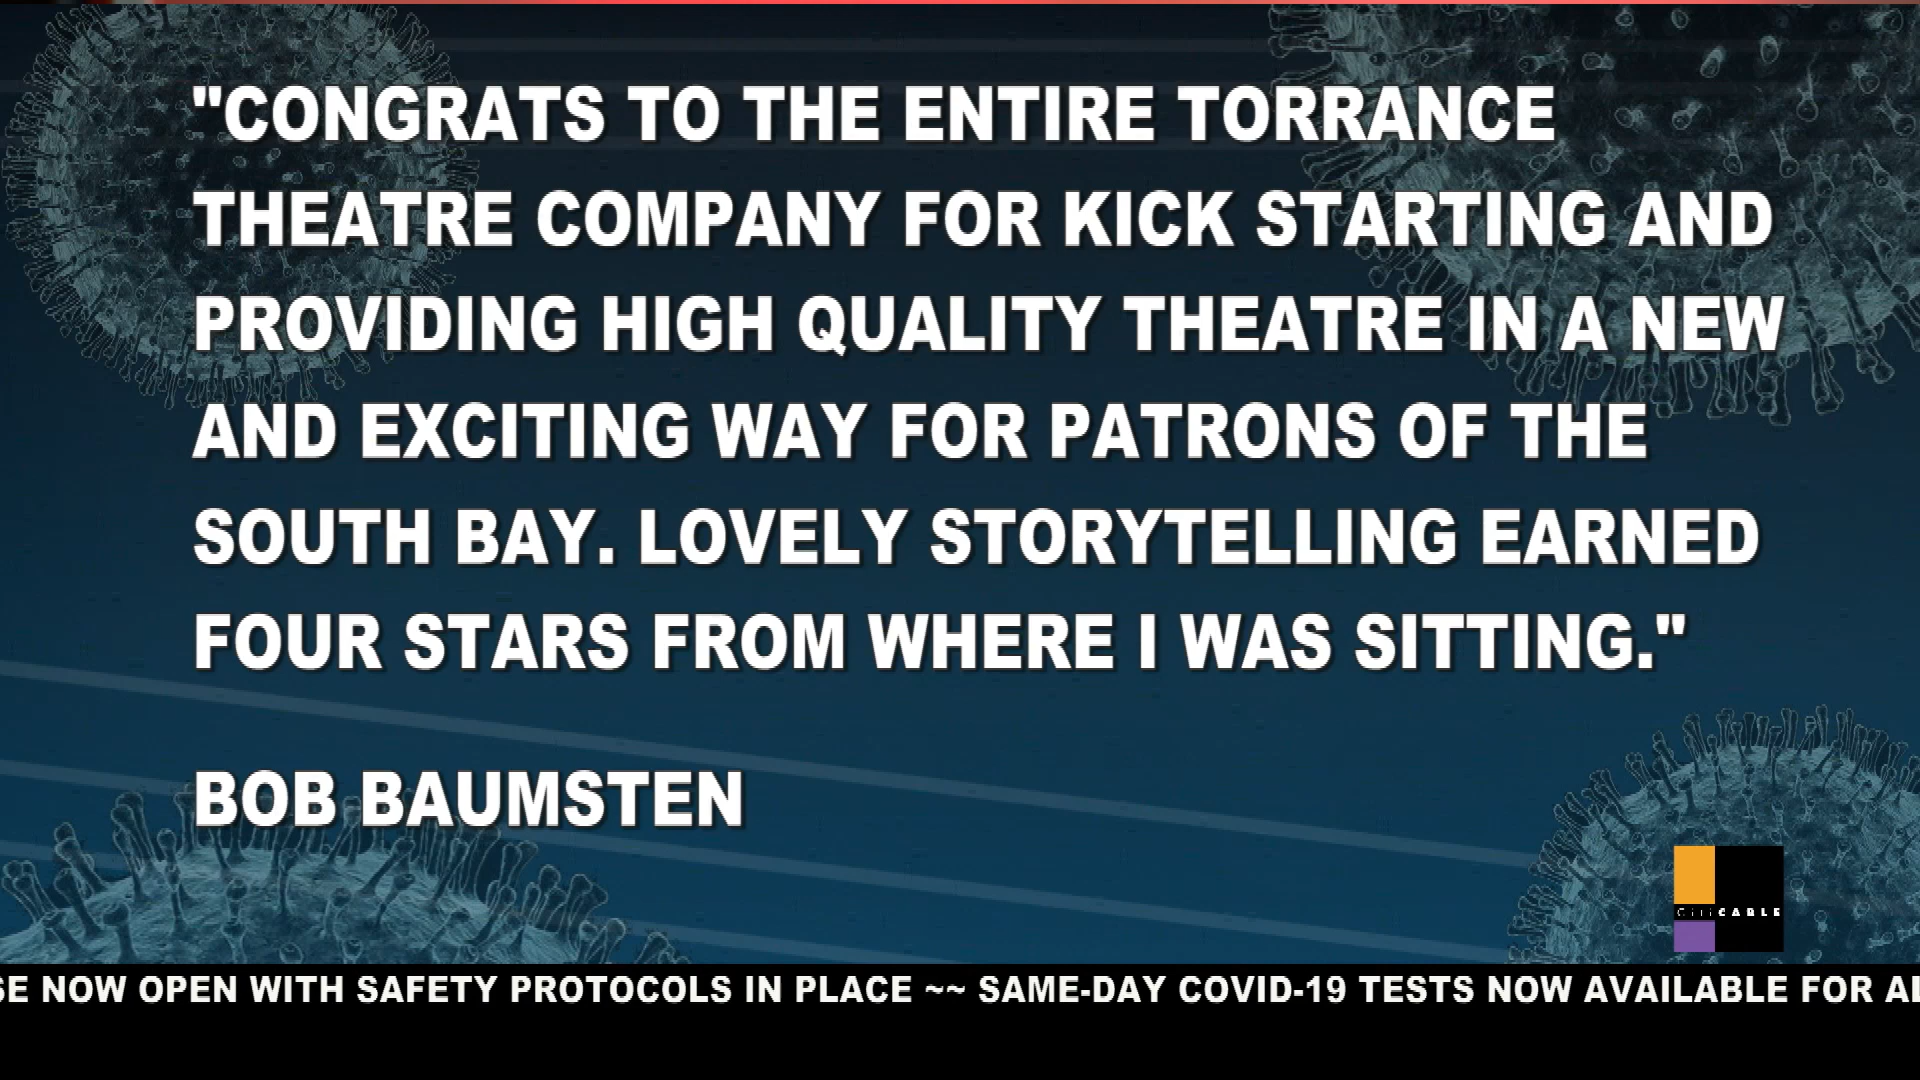 "CONGRATS TO THE ENTIRE TORRANCE
THEATRE COMPANY FOR KICK STARTING AND
PROVIDING HIGH QUALITY THEATRE IN A NEW
AND EXCITING WAY FOR PATRONS OF THE
SOUTH BAY. LOVELY STORYTELLING EARNED
FOUR STARS FROM WHERE I WAS SITTING."
BOB BAUMSTEN
CITICABLE
SE NOW OPEN WITH SAFETY PROTOCOLS IN PLACE ~~ SAME-DAY COVID-19 TESTS NOW AVAILABLE FOR